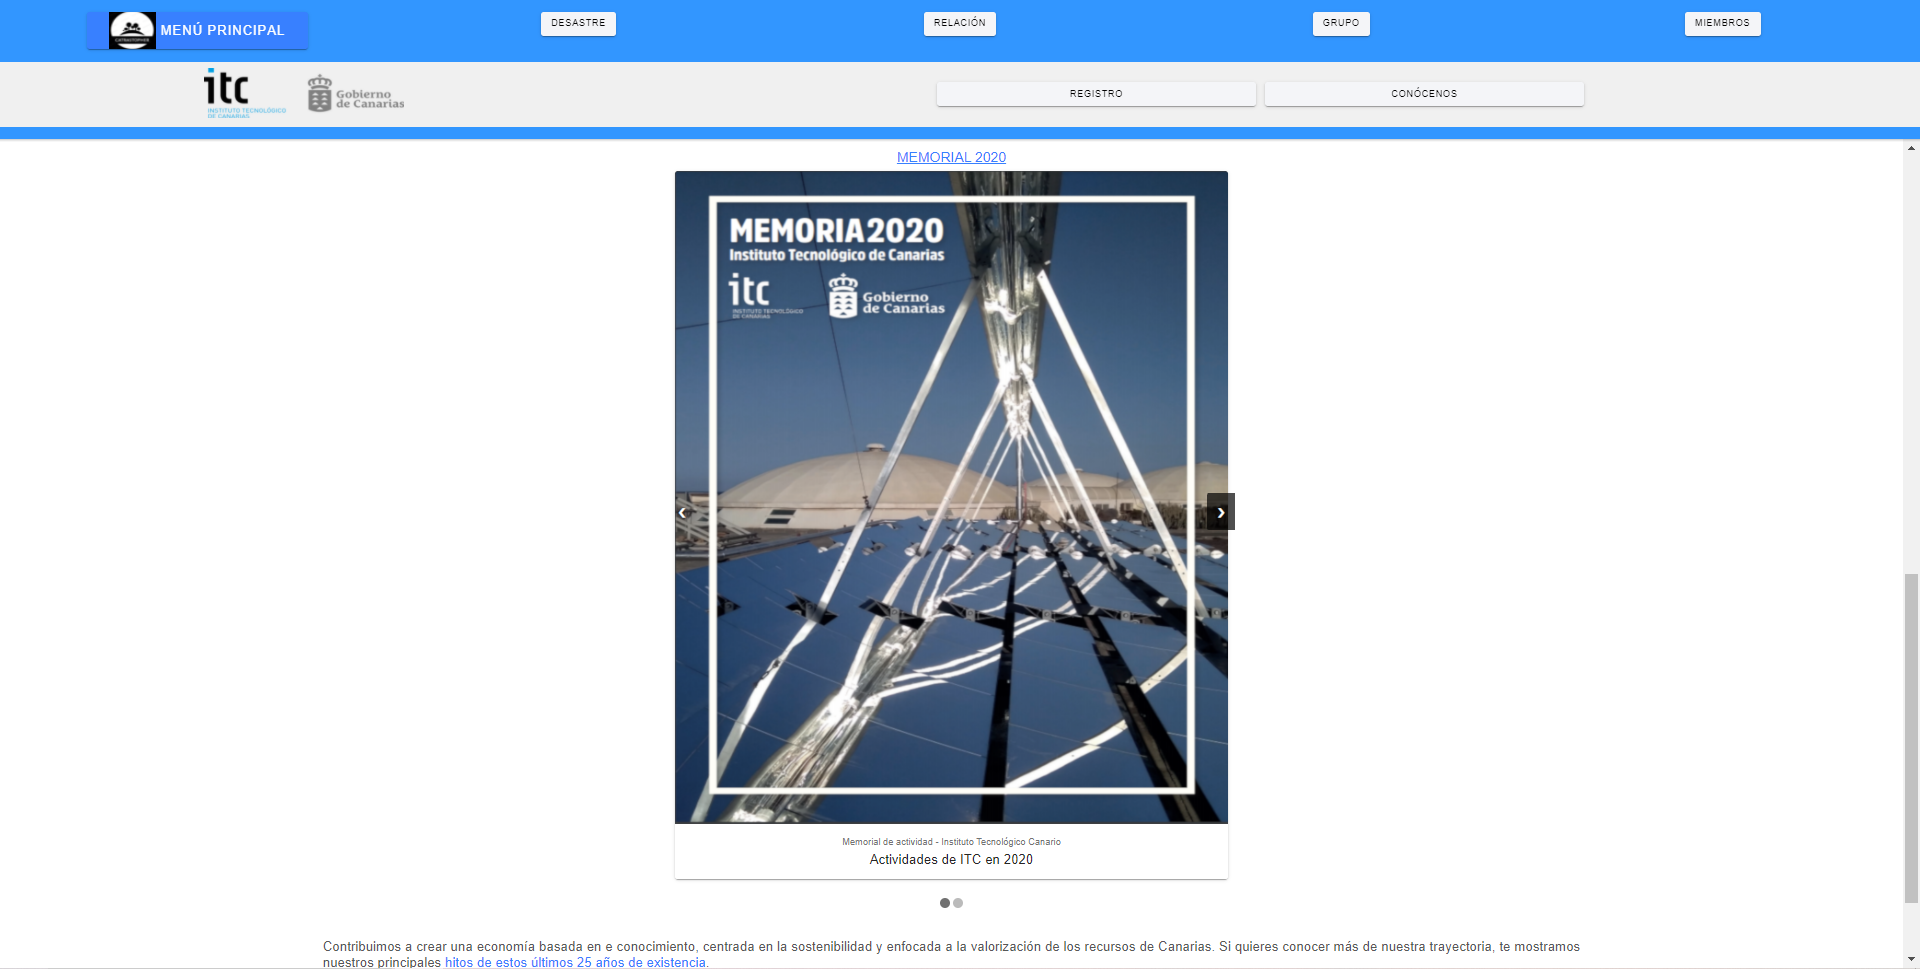 MENÚ PRINCIPAL
DESASTRE
RELACIÓN
GRUPO
MIEMBROS
itc
INSTITUTO TECNOLÓGICO
DE CANARIAS
Gobierno
de Canarias
REGISTRO
CONÓCENOS
MEMORIAL 2020
MEMORIA2020
Instituto Tecnológico de Canarias
itc
INSTITUTO TECNOLÓGICO
DE CANARIAS
Gobierno
de Canarias
Memorial de actividad - Instituto Tecnológico Canario
Actividades de ITC en 2020
Contribuimos a crear una economía basada en e conocimiento, centrada en la sostenibilidad y enfocada a la valorización de los recursos de Canarias. Si quieres conocer más de nuestra trayectoria, te mostramos
nuestros principales hitos de estos últimos 25 años de existencia.